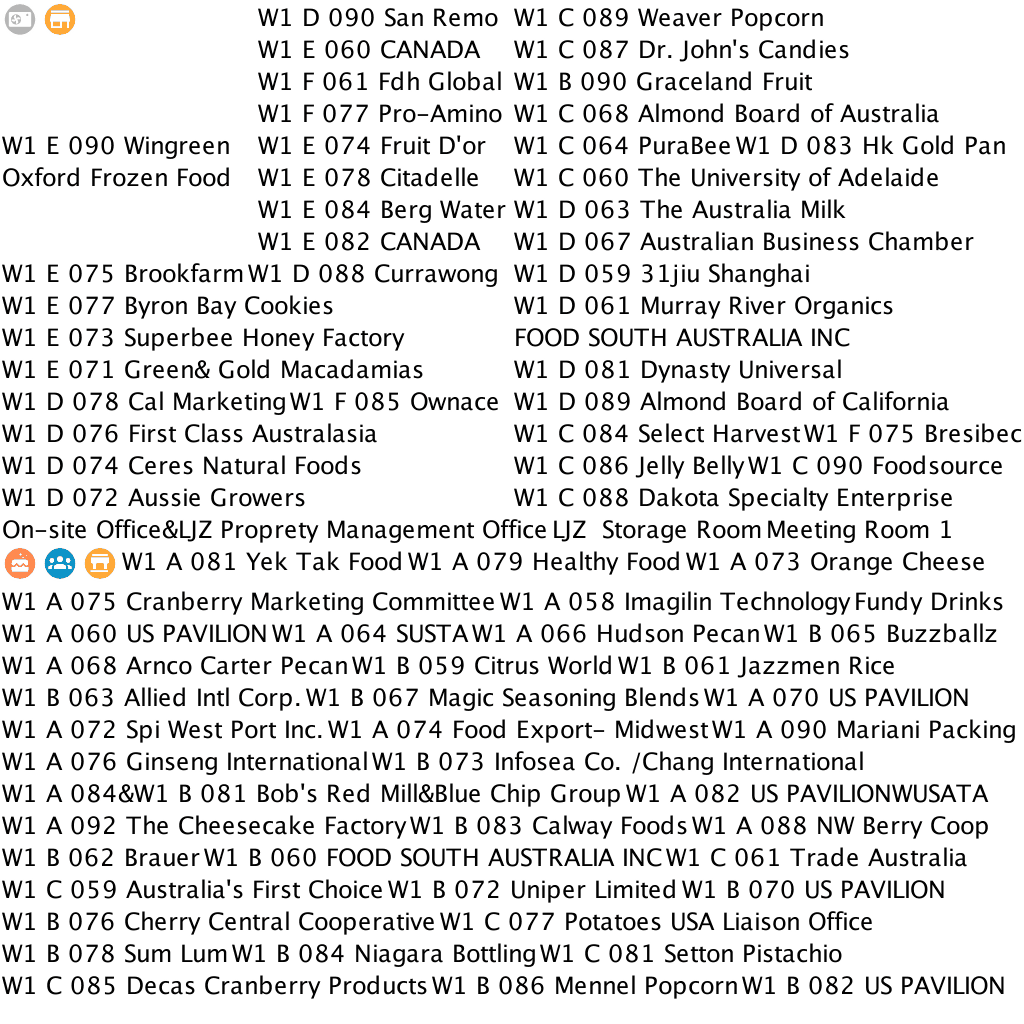 W1 D 090 San Remo W1 C 089 Weaver Popcorn
W1 E 060 CANADA W1 C 087 Dr. John's Candies
W1 F 061 Fdh Global W1 B 090 Graceland Fruit
W1 F 077 Pro-Amino W1 C 068 Almond Board of Australia
W1 E 090 Wingreen W1 E 074 Fruit D'or W1 C 064 PuraBee W1 D 083 Hk Gold Pan
Oxford Frozen Food W1 E 078 Citadelle W1 C 060 The University of Adelaide
W1 E 084 Berg Water W1 D 063 The Australia Milk
W1 E 082 CANADA W1 D 067 Australian Business Chamber
W1 E 075 Brookfarm W1 D 088 Currawong W1 D 059 31jiu Shanghai
W1 E 077 Byron Bay Cookies W1 D 061 Murray River Organics
W1 E 073 Superbee Honey Factory FOOD SOUTH AUSTRALIA INC
W1 E 071 Green& Gold Macadamias W1 D 081 Dynasty Universal
W1 D 078 Cal Marketing W1 F 085 Ownace W1 D 089 Almond Board of California
W1 D 076 First Class Australasia W1 C 084 Select Harvest W1 F 075 Bresibec
W1 D 074 Ceres Natural Foods W1 C 086 Jelly Belly W1 C 090 Foodsource
W1 D 072 Aussie Growers W1 C 088 Dakota Specialty Enterprise
On-site Office&LJZ Proprety Management Office LJZ Storage Room Meeting Room 1
W1 A 081 Yek Tak Food W1 A 079 Healthy Food W1 A 073 Orange Cheese
W1 A 075 Cranberry Marketing Committee W1 A 058 Imagilin Technology Fundy Drinks
W1 A 060 US PAVILION W1 A 064 SUSTA W1 A 066 Hudson Pecan W1 B 065 Buzzballz
W1 A 068 Arnco Carter Pecan W1 B 059 Citrus World W1 B 061 Jazzmen Rice
W1 B 063 Allied Intl Corp. W1 B 067 Magic Seasoning Blends W1 A 070 US PAVILION
W1 A 072 Spi West Port Inc. W1 A 074 Food Export- Midwest W1 A 090 Mariani Packing
W1 A 076 Ginseng International W1 B 073 Infosea Co. /Chang International
W1 A 084&W1 B 081 Bob's Red Mill&Blue Chip Group W1 A 082 US PAVILIONWUSATA
W1 A 092 The Cheesecake Factory W1 B 083 Calway Foods W1 A 088 NW Berry Coop
W1 B 062 Brauer W1 B 060 FOOD SOUTH AUSTRALIA INC W1 C 061 Trade Australia
W1 C 059 Australia's First Choice W1 B 072 Uniper Limited W1 B 070 US PAVILION
W1 B 076 Cherry Central Cooperative W1 C 077 Potatoes USA Liaison Office
W1 B 078 Sum Lum W1 B 084 Niagara Bottling W1 C 081 Setton Pistachio
W1 C 085 Decas Cranberry Products W1 B 086 Mennel Popcorn W1 B 082 US PAVILION